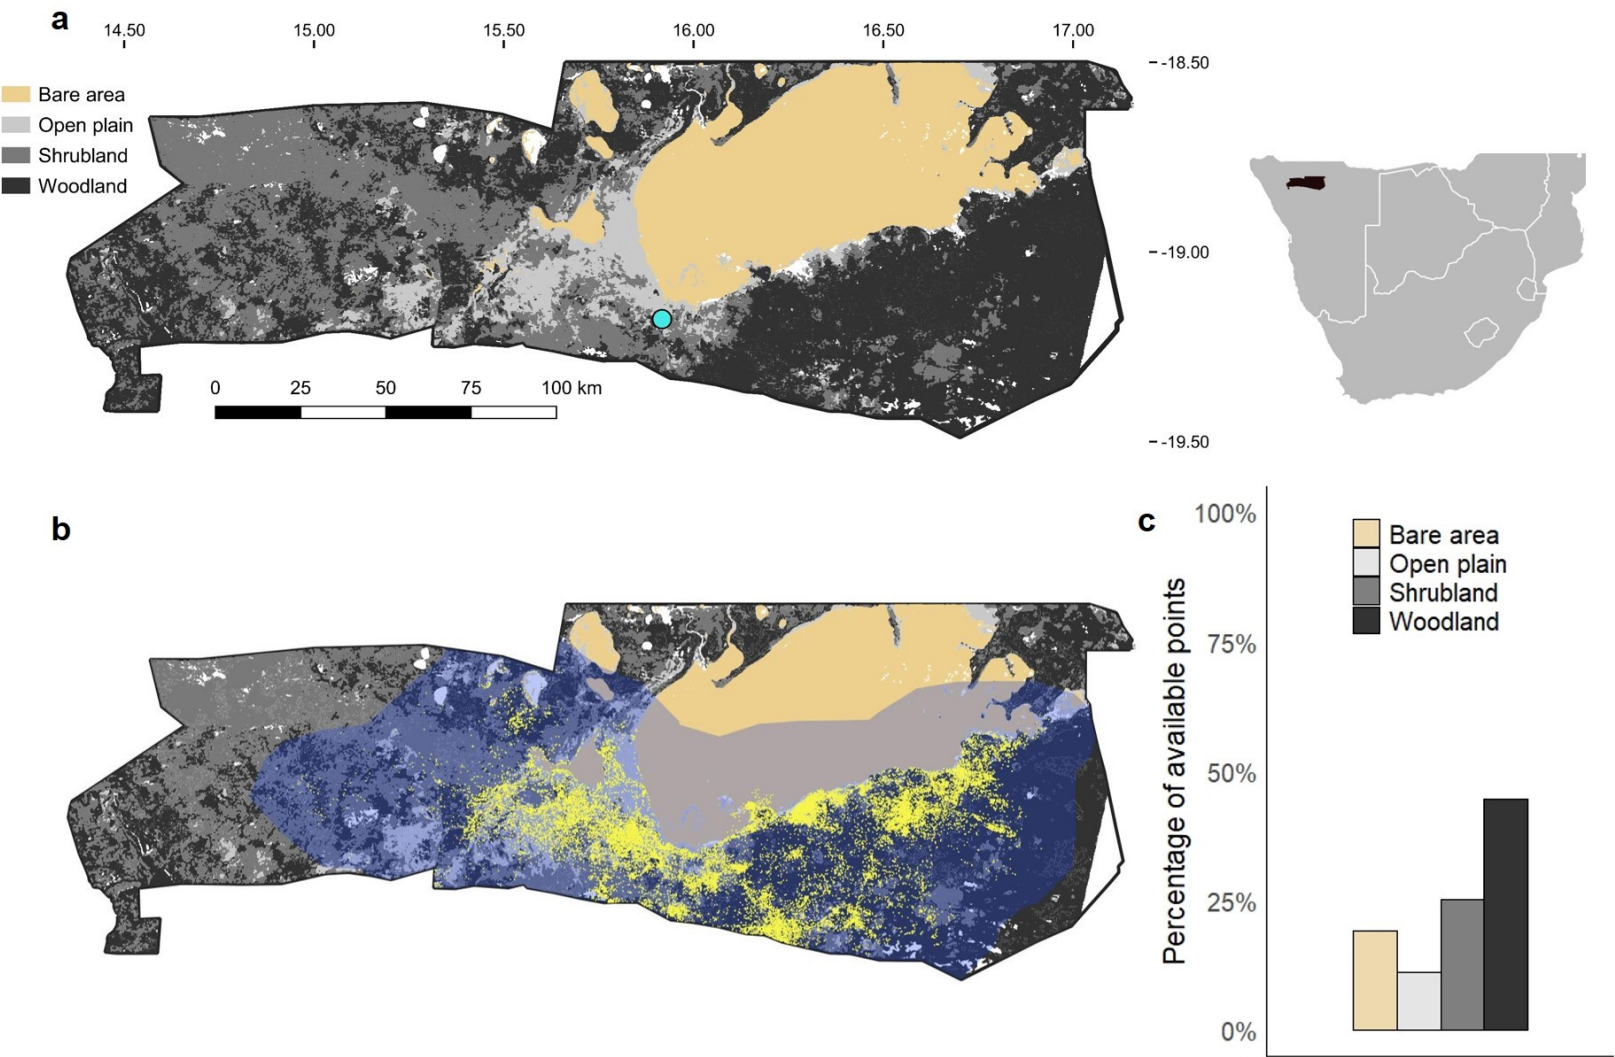 a
14.50 15.00 15.50 16.00 16.50 17.00
-18.50
Bare area
Open plain
Shrubland
Woodland
-19.00
0 25 50 75 100 km
-19.50
b
c
100%
75%
50%
25%
0%
Percentage of available points
Bare area
Open plain
Shrubland
Woodland